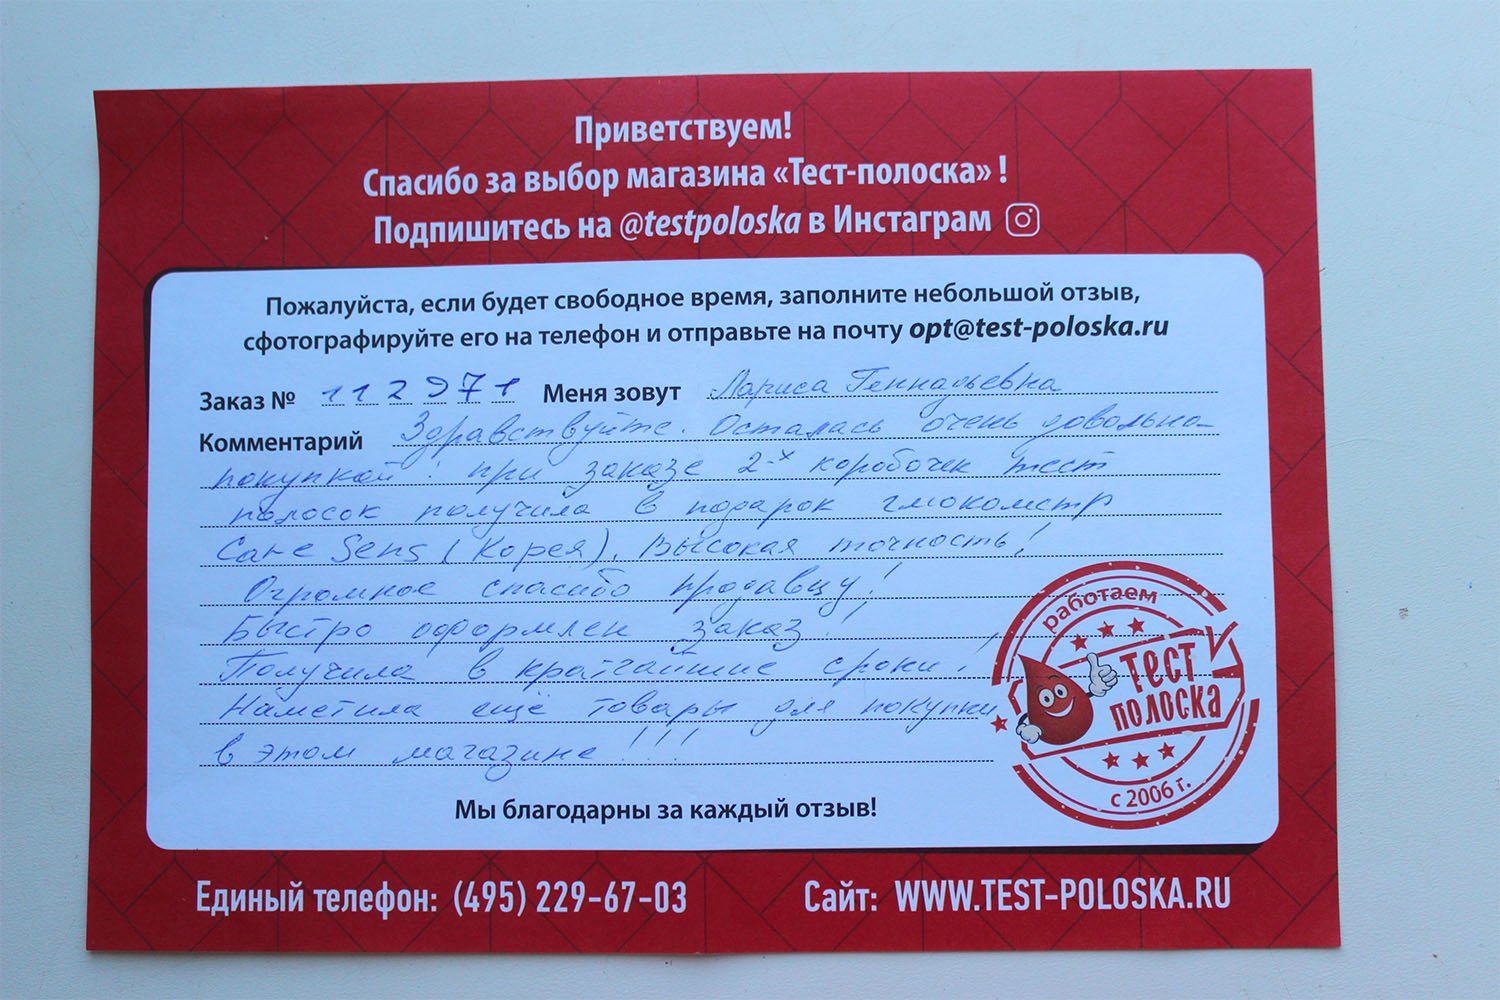 Приветствуем!
Спасибо за выбор магазина «Тест-полоска» !
Подпишитесь на @testpoloska в Инстаграм
Пожалуйста, если будет свободное время, заполните небольшой отзыв,
сфотографируйте его на телефон и отправьте на почту opt@test-poloska.ru
Заказ № 112971 Меня зовут Лариса Геннадьевна
Комментарий Здравствуйте. Осталась очень довольна
покупкой! при заказе 2-х коробочек тест
полосок получила в подарок глюкометр
Care Sens (Корея). Высокая точность!
Огромное спасибо продавцу!
Быстро оформлен заказ!
Получила в кратчайшие сроки!
Наметила ещё товары для покупки
в этом магазине!!!
работаем
ТЕСТ
ПОЛОСКА
с 2006 г.
Мы благодарны за каждый отзыв!
Единый телефон: (495) 229-67-03 Сайт: WWW.TEST-POLOSKA.RU